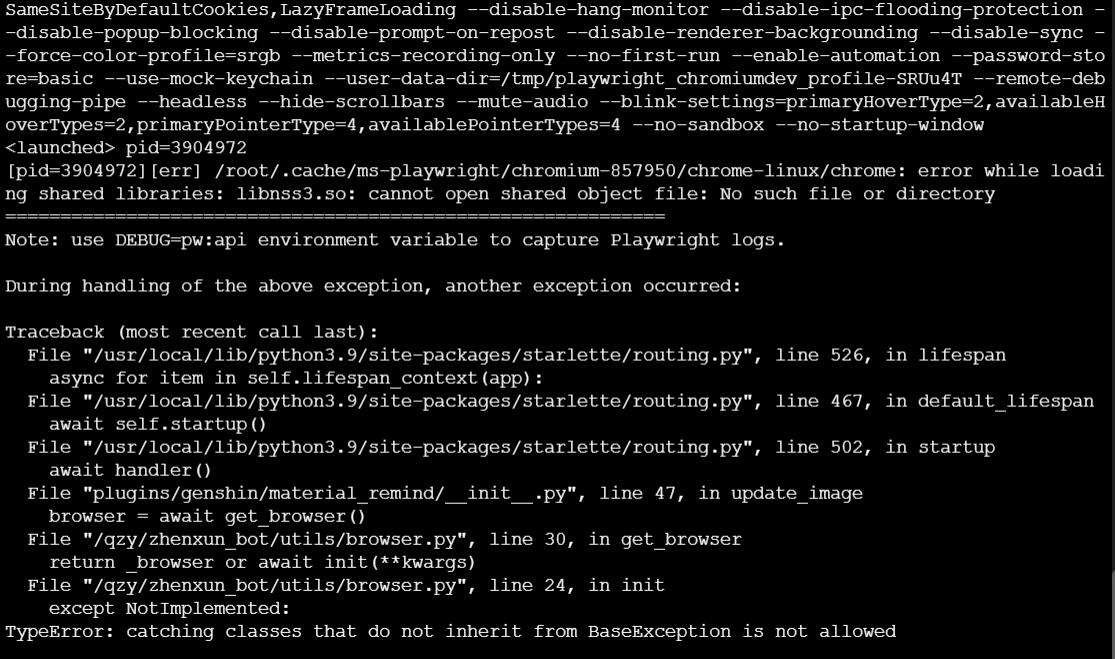 SameSiteByDefaultCookies,LazyFrameLoading --disable-hang-monitor --disable-ipc-flooding-protection -
-disable-popup-blocking --disable-prompt-on-repost --disable-renderer-backgrounding --disable-sync -
-force-color-profile=srgb --metrics-recording-only --no-first-run --enable-automation --password-sto
re=basic --use-mock-keychain --user-data-dir=/tmp/playwright_chromiumdev_profile-SRUu4T --remote-deb
ugging-pipe --headless --hide-scrollbars --mute-audio --blink-settings=primaryHoverType=2,availableH
overTypes=2,primaryPointerType=4,availablePointerTypes=4 --no-sandbox --no-startup-window
<launched> pid=3904972
[pid=3904972][err] /root/.cache/ms-playwright/chromium-857950/chrome-linux/chrome: error while loadi
ng shared libraries: libnss3.so: cannot open shared object file: No such file or directory
============================================================
Note: use DEBUG=pw:api environment variable to capture Playwright logs.

During handling of the above exception, another exception occurred:

Traceback (most recent call last):
  File "/usr/local/lib/python3.9/site-packages/starlette/routing.py", line 526, in lifespan
    async for item in self.lifespan_context(app):
  File "/usr/local/lib/python3.9/site-packages/starlette/routing.py", line 467, in default_lifespan
    await self.startup()
  File "/usr/local/lib/python3.9/site-packages/starlette/routing.py", line 502, in startup
    await handler()
  File "plugins/genshin/material_remind/__init__.py", line 47, in update_image
    browser = await get_browser()
  File "/qzy/zhenxun_bot/utils/browser.py", line 30, in get_browser
    return _browser or await init(**kwargs)
  File "/qzy/zhenxun_bot/utils/browser.py", line 24, in init
    except NotImplemented:
TypeError: catching classes that do not inherit from BaseException is not allowed